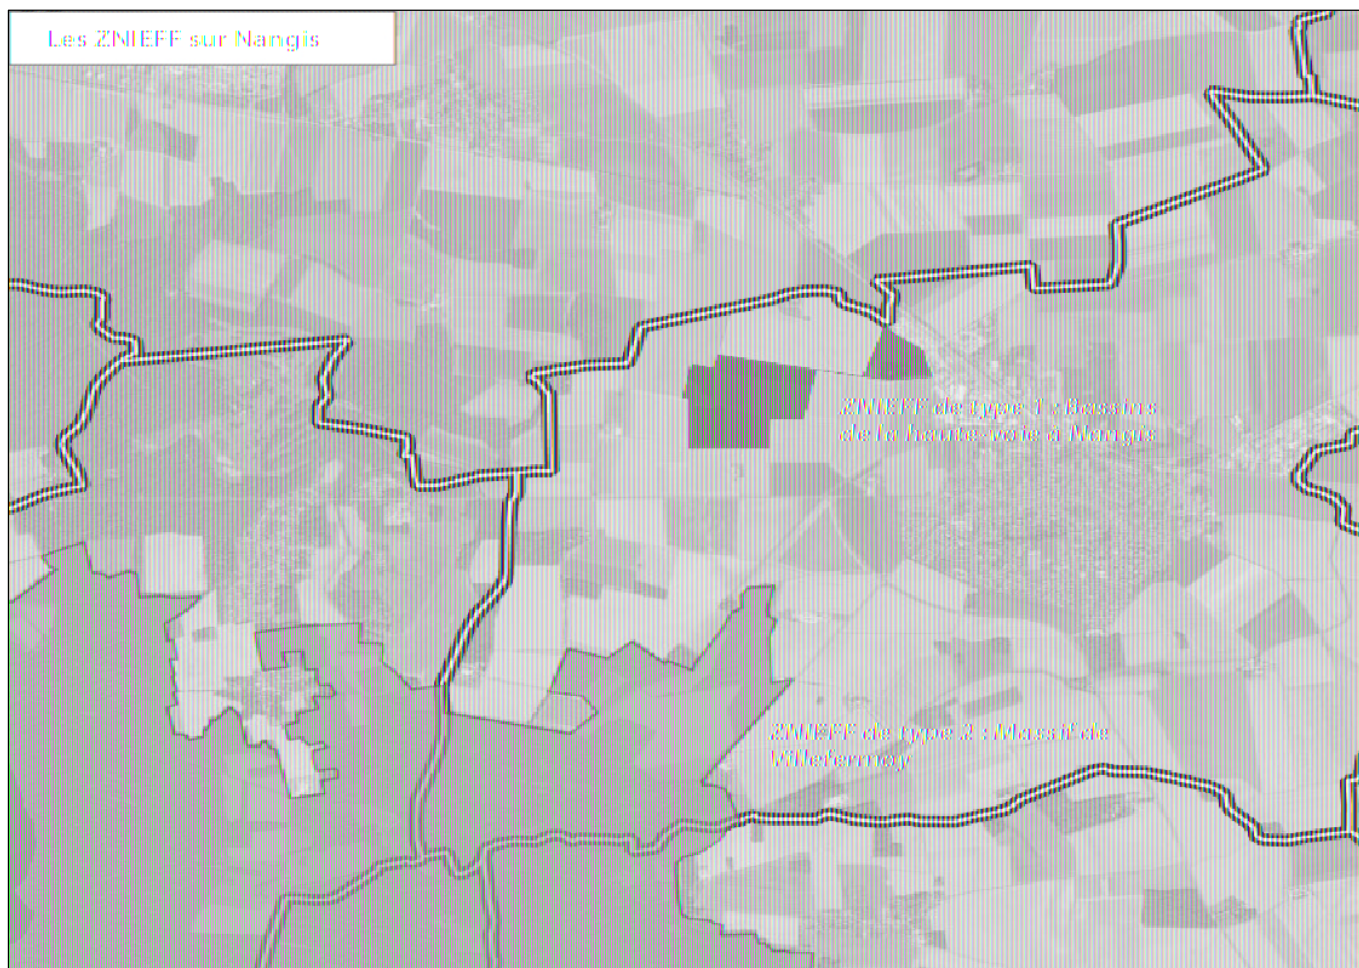 Les ZNIEFF sur Nangis
ZNIEFF de type 1 : Bassins
de la haute-voie à Nangis
ZNIEFF de type 2 : Massif de
Villefermoy